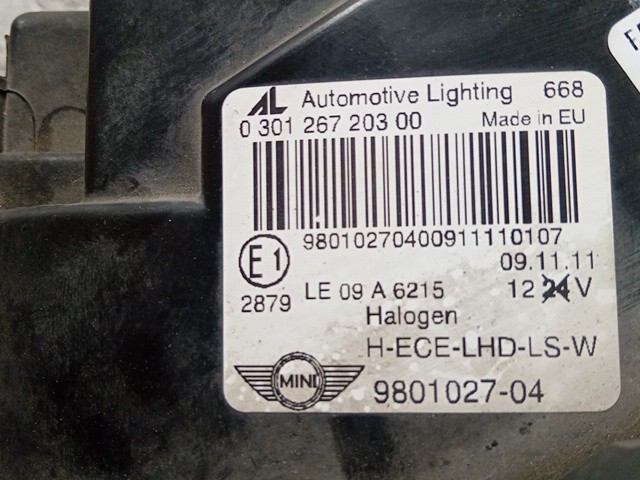 AL Automotive Lighting 668
0 301 267 203 00 Made in EU
98010270400911110107
E1
09.11.11
2879 LE 09 A 6215 12 24 V
Halogen
H-ECE-LHD-LS-W
MINI 9801027-04